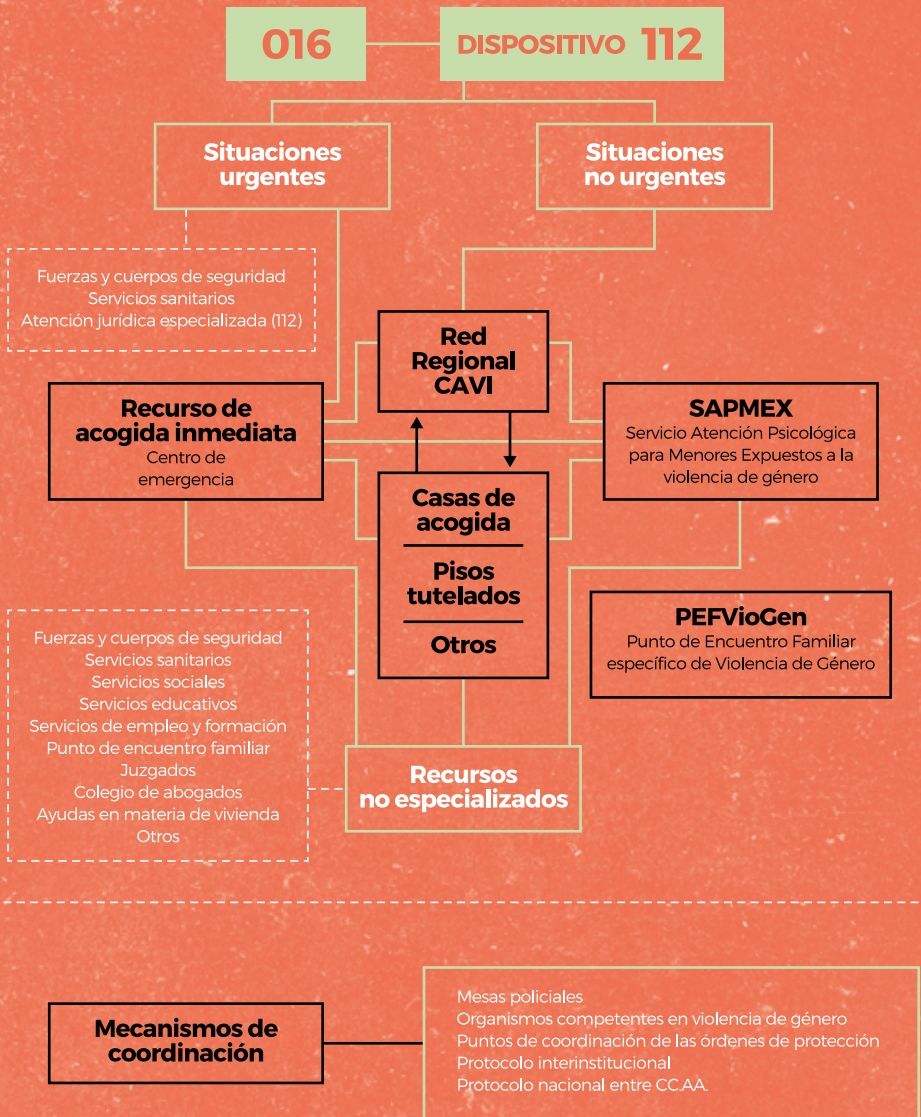 016
DISPOSITIVO 112
Situaciones
urgentes
Situaciones
no urgentes
Fuerzas y cuerpos de seguridad
Servicios sanitarios
Atención jurídica especializada (112)
Red
Regional
CAVI
Recurso de
acogida inmediata
Centro de
emergencia
SAPMEX
Servicio Atención Psicológica
para Menores Expuestos a la
violencia de género
Casas de
acogida
Pisos
tutelados
Otros
PEFVioGen
Punto de Encuentro Familiar
específico de Violencia de Género
Fuerzas y cuerpos de seguridad
Servicios sanitarios
Servicios sociales
Servicios educativos
Servicios de empleo y formación
Punto de encuentro familiar
Juzgados
Colegio de abogados
Ayudas en materia de vivienda
Otros
Recursos
no especializados
Mecanismos de
coordinación
Mesas policiales
Organismos competentes en violencia de género
Puntos de coordinación de las órdenes de protección
Protocolo interinstitucional
Protocolo nacional entre CC.AA.